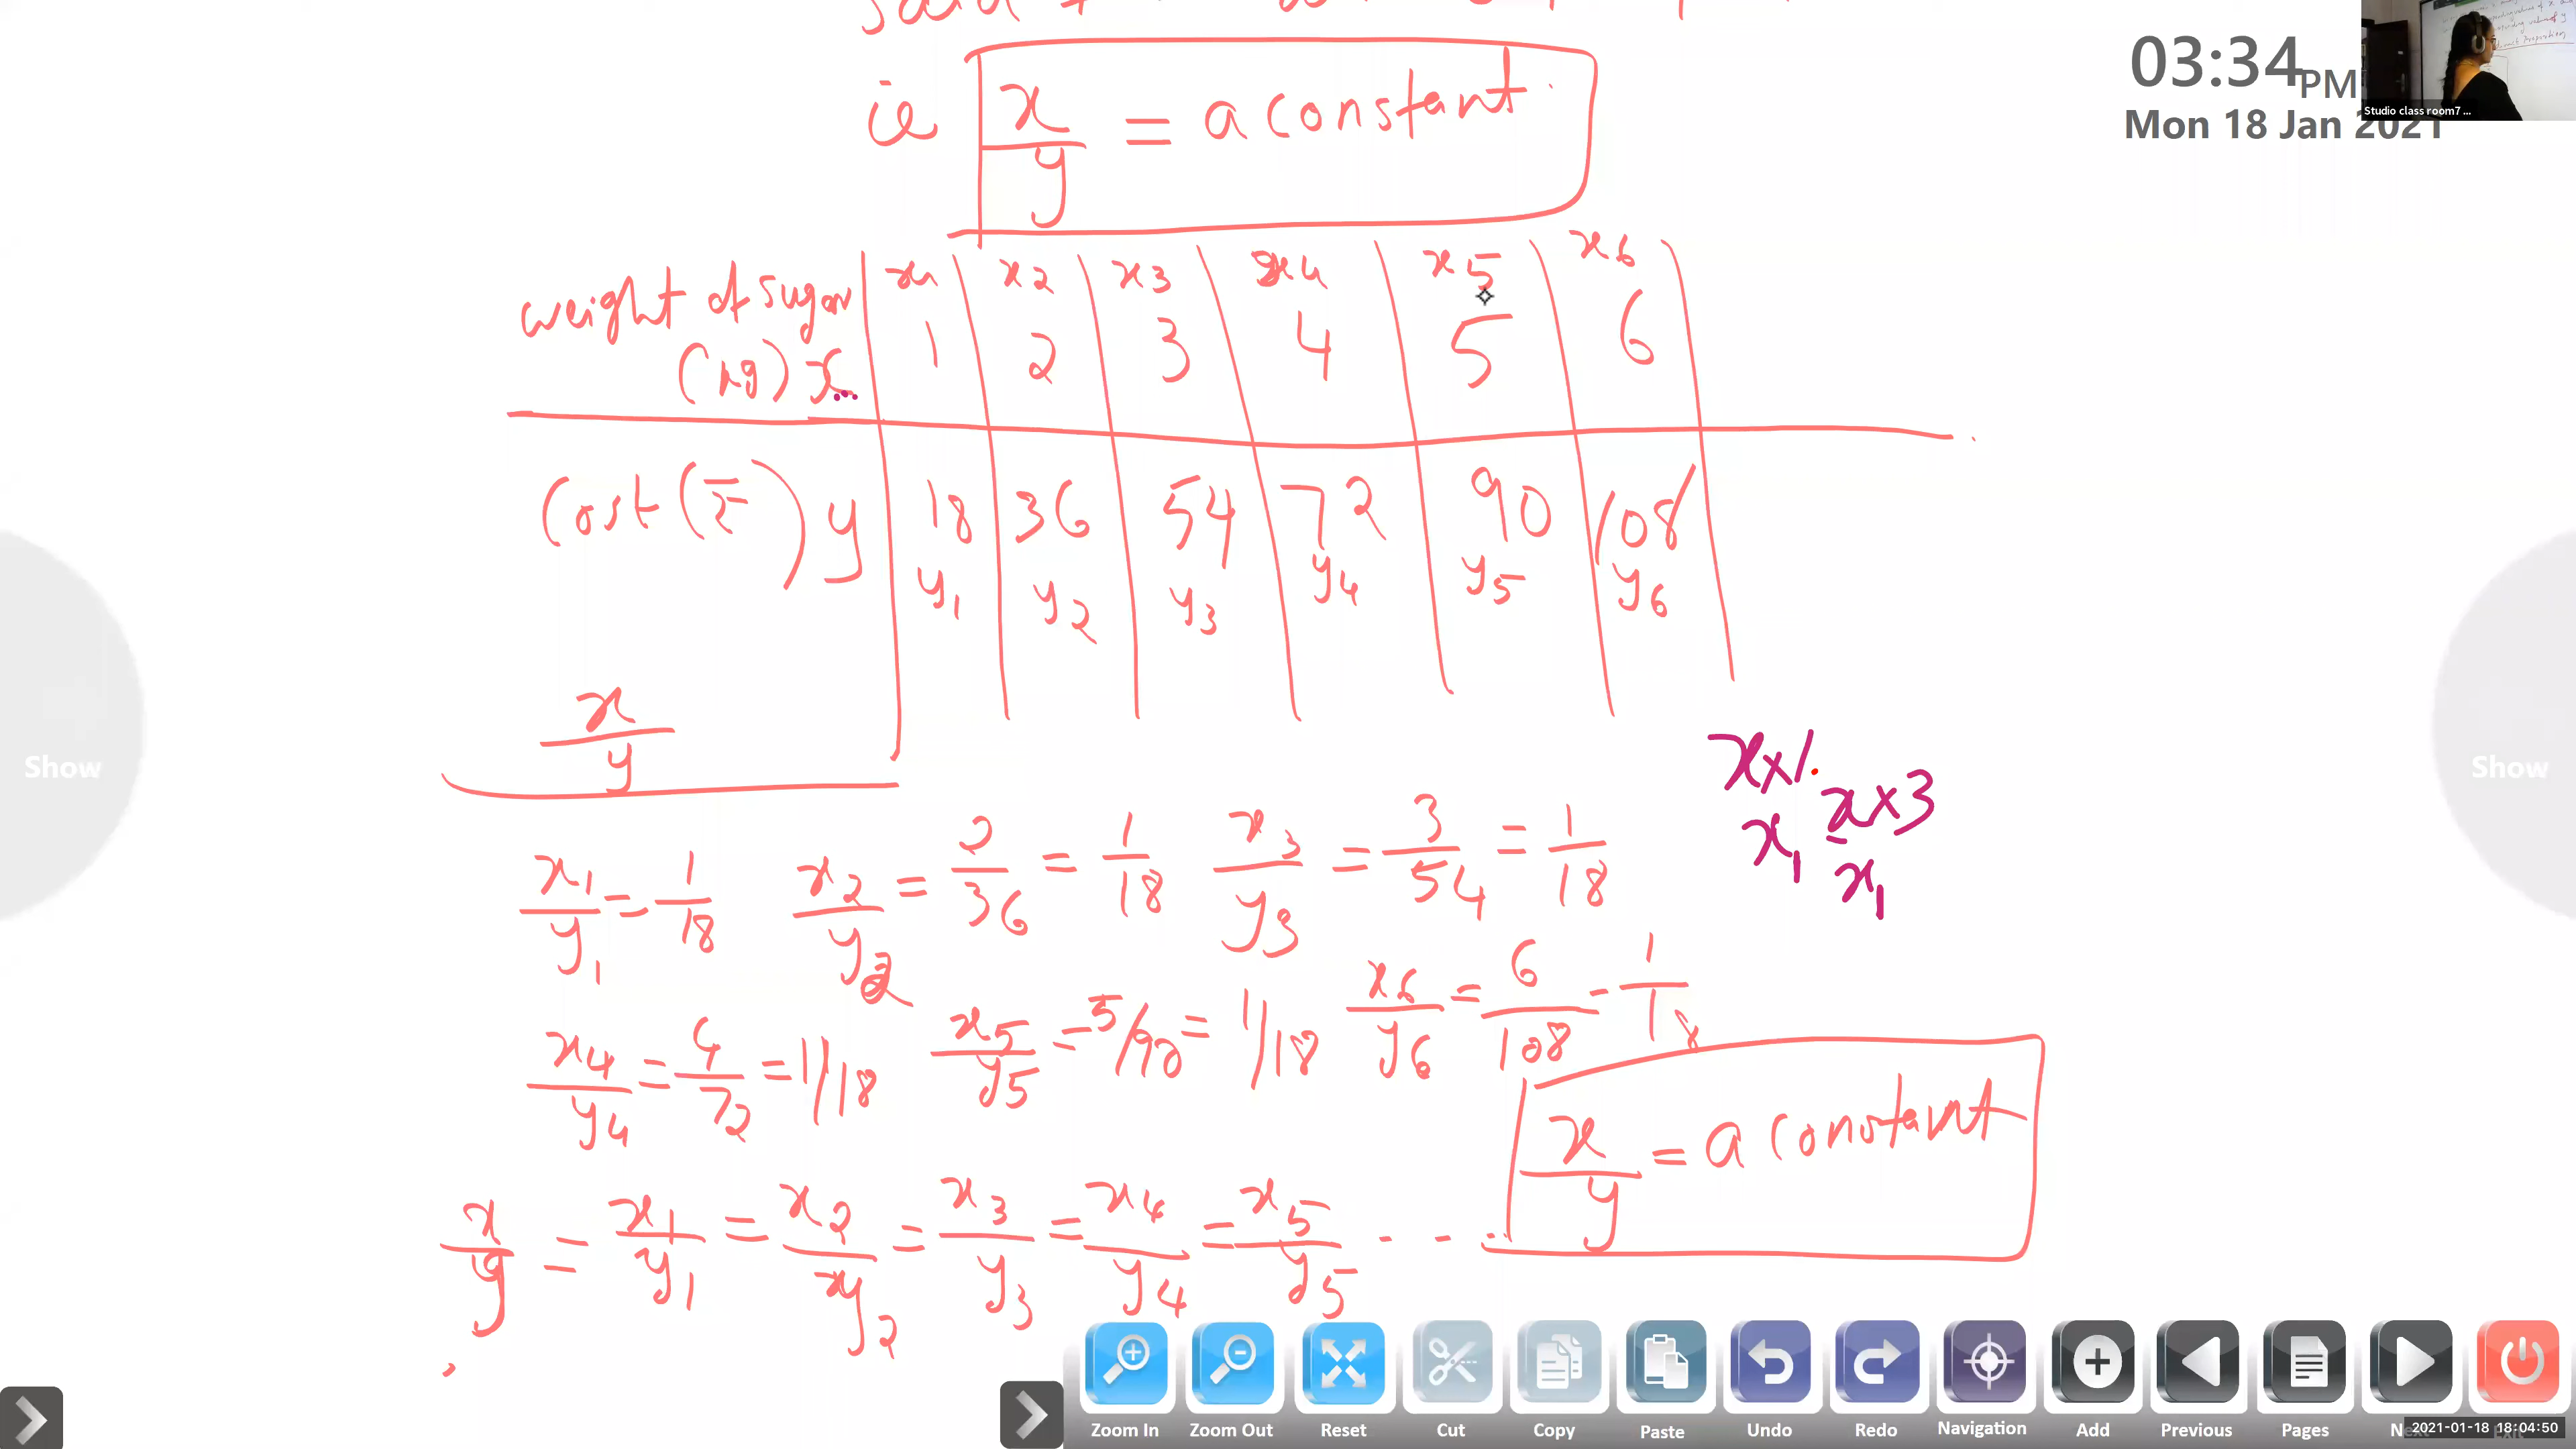 03:34 PM
Mon 18 Jan 2021
Studio class room7 ...
ie x/y = a constant
weight of sugar (kg) x | x1 1 | x2 2 | x3 3 | x4 4 | x5 5 | x6 6
Cost (₹) y | 18 y1 | 36 y2 | 54 y3 | 72 y4 | 90 y5 | 108 y6
x/y
x×1 x×3
x1 x1
x1/y1 = 1/18 x2/y2 = 2/36 = 1/18 x3/y3 = 3/54 = 1/18
x4/y4 = 4/72 = 1/18 x5/y5 = 5/90 = 1/18 x6/y6 = 6/108 = 1/18
x/y = x1/y1 = x2/y2 = x3/y3 = x4/y4 = x5/y5 - - - x/y = a constant
Show
Show
Zoom In Zoom Out Reset Cut Copy Paste Undo Redo Navigation Add Previous Pages
2021-01-18 18:04:50